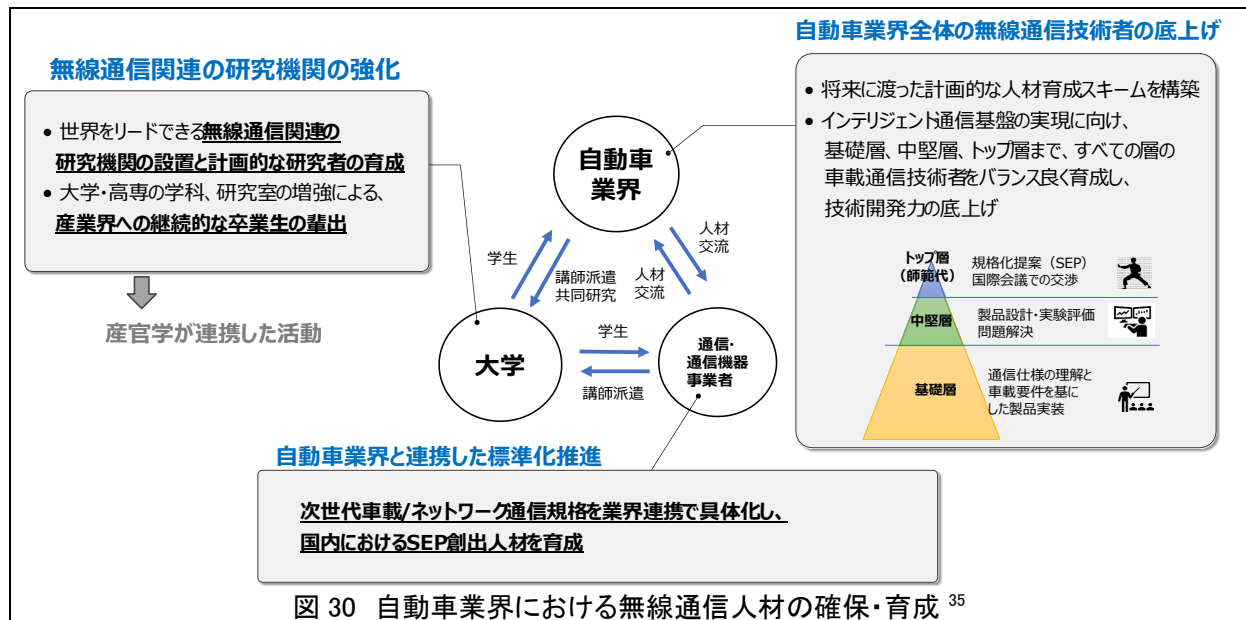 自動車業界全体の無線通信技術者の底上げ
無線通信関連の研究機関の強化
• 世界をリードできる無線通信関連の
研究機関の設置と計画的な研究者の育成
• 大学・高専の学科、研究室の増強による、
産業界への継続的な卒業生の輩出
産官学が連携した活動
• 将来に渡った計画的な人材育成スキームを構築
• インテリジェント通信基盤の実現に向け、
基礎層、中堅層、トップ層まで、すべての層の
車載通信技術者をバランス良く育成し、
技術開発力の底上げ
トップ層
(師範代)
規格化提案（SEP）
国際会議での交渉
中堅層
製品設計・実験評価
問題解決
基礎層
通信仕様の理解と
車載要件を基に
した製品実装
自動車
業界
学生
講師派遣
共同研究
人材
交流
人材
交流
大学
学生
講師派遣
通信・
通信機器
事業者
自動車業界と連携した標準化推進
次世代車載/ネットワーク通信規格を業界連携で具体化し、
国内におけるSEP創出人材を育成
図 30 自動車業界における無線通信人材の確保・育成 35